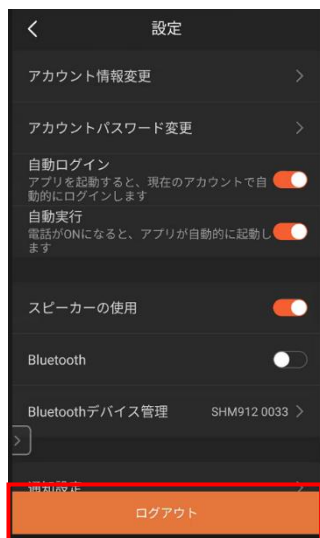 設定
アカウント情報変更
アカウントパスワード変更
自動ログイン
アプリを起動すると、現在のアカウントで自
動的にログインします
自動実行
電話がONになると、アプリが自動的に起動し
ます
スピーカーの使用
Bluetooth
Bluetoothデバイス管理 SHM912 0033
通知設定
ログアウト